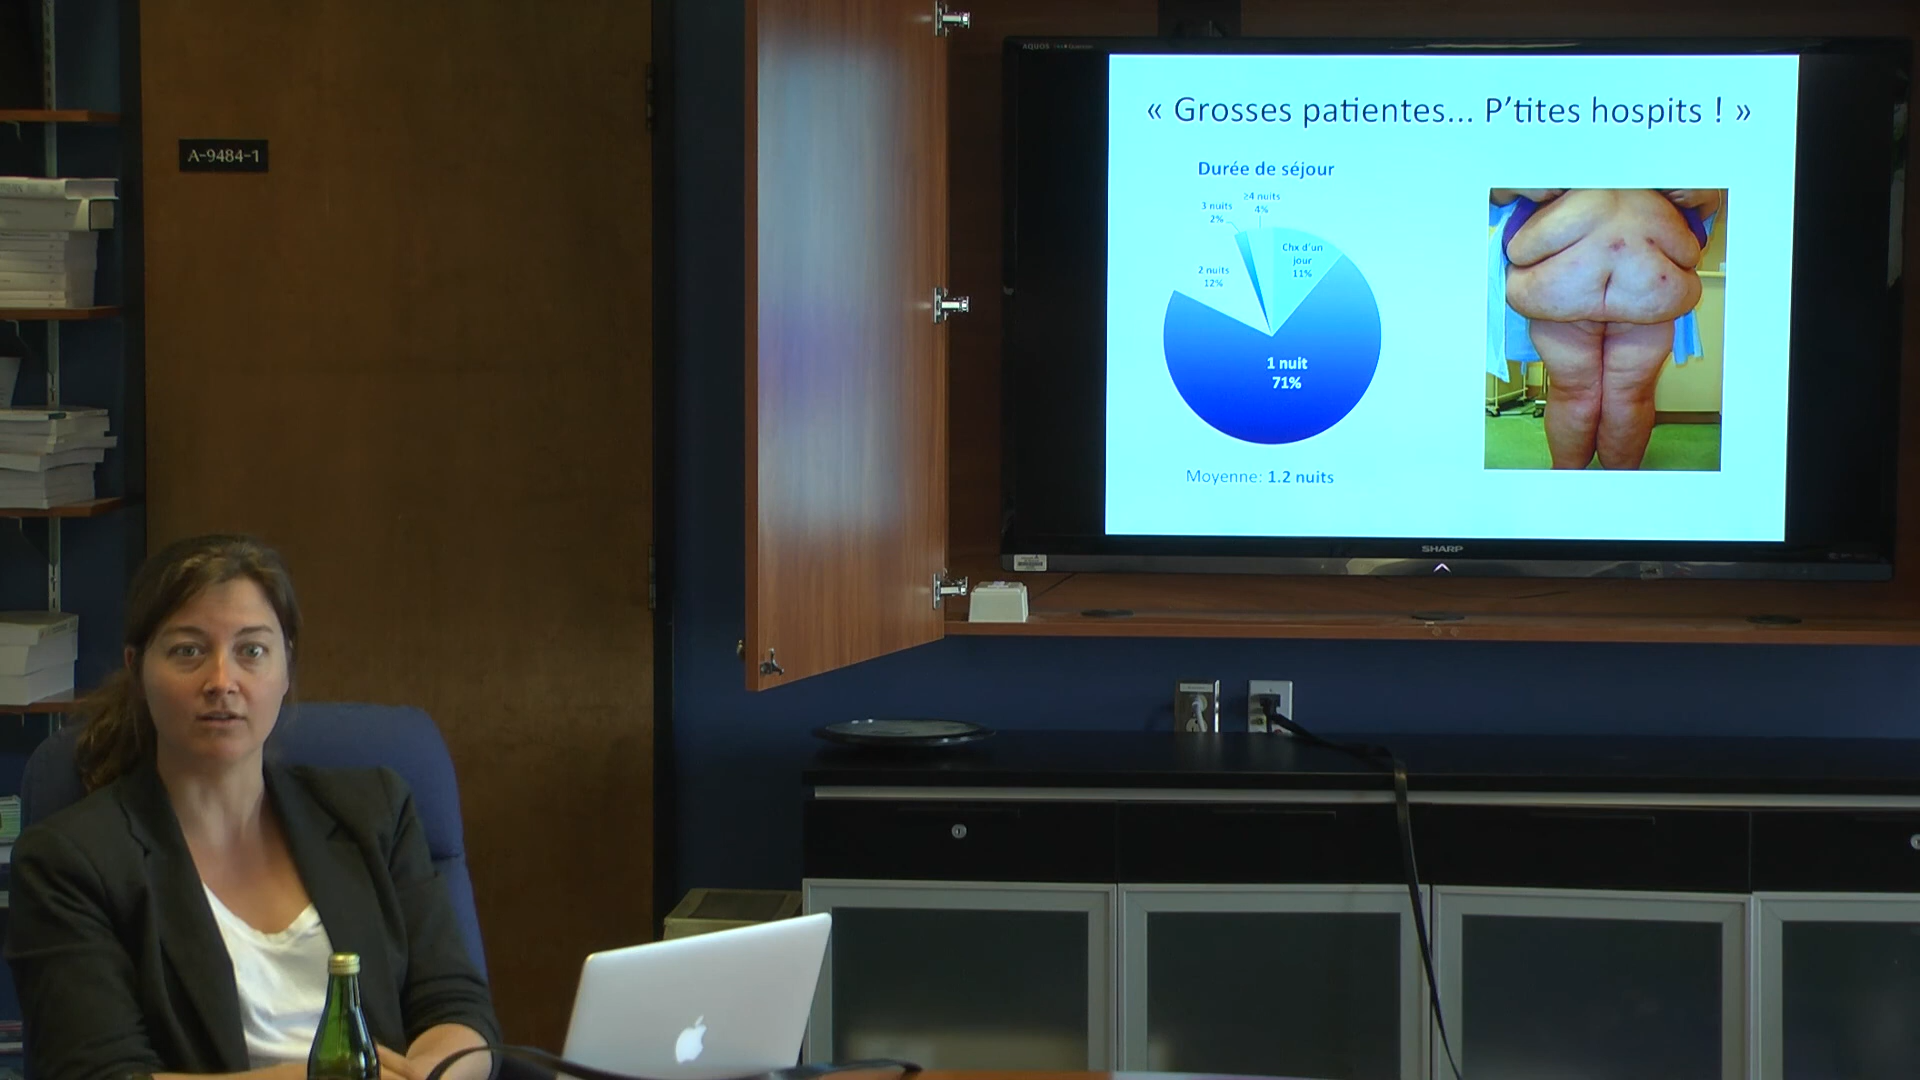 A-9484-1
AQUOS
« Grosses patientes... P'tites hospits ! »
Durée de séjour
≥4 nuits
4%
3 nuits
2%
Chx d'un
jour
11%
2 nuits
12%
1 nuit
71%
Moyenne: 1.2 nuits
SHARP